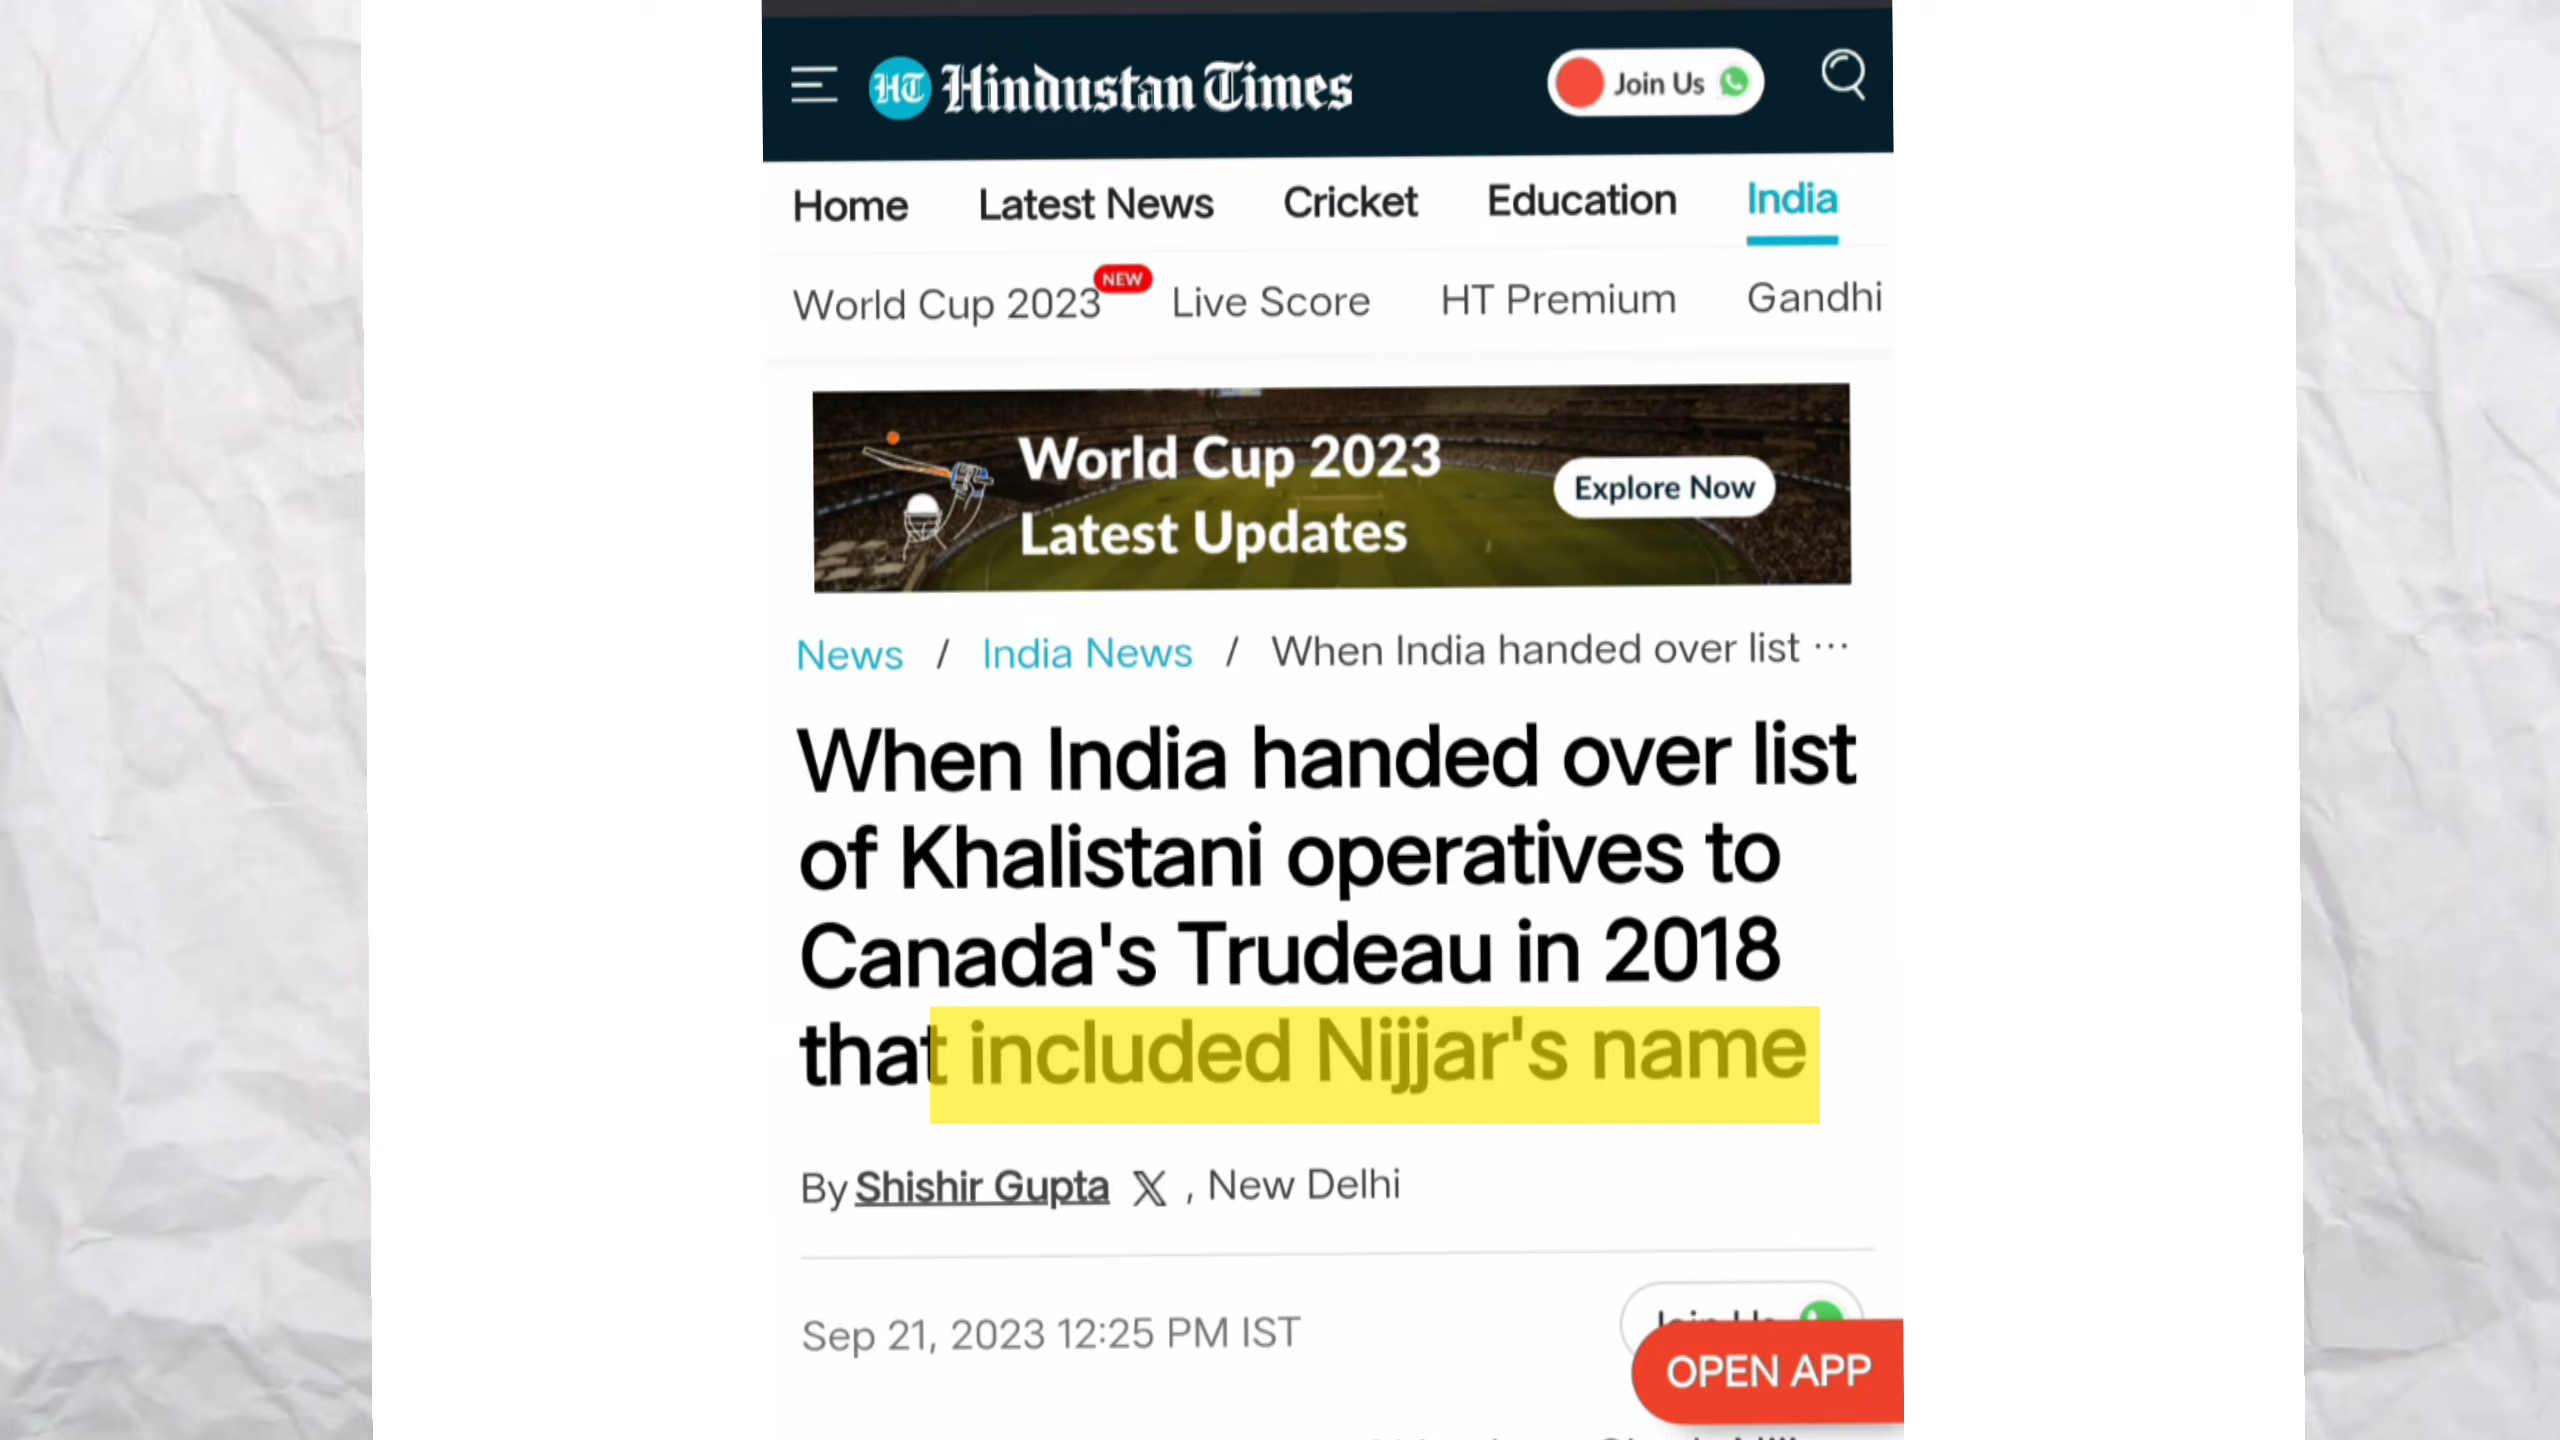 HT Hindustan Times
Join Us
Home Latest News Cricket Education India
World Cup 2023 NEW Live Score HT Premium Gandhi
World Cup 2023
Latest Updates
Explore Now
News / India News / When India handed over list ...
When India handed over list
of Khalistani operatives to
Canada's Trudeau in 2018
that included Nijjar's name
By Shishir Gupta X , New Delhi
Sep 21, 2023 12:25 PM IST
OPEN APP